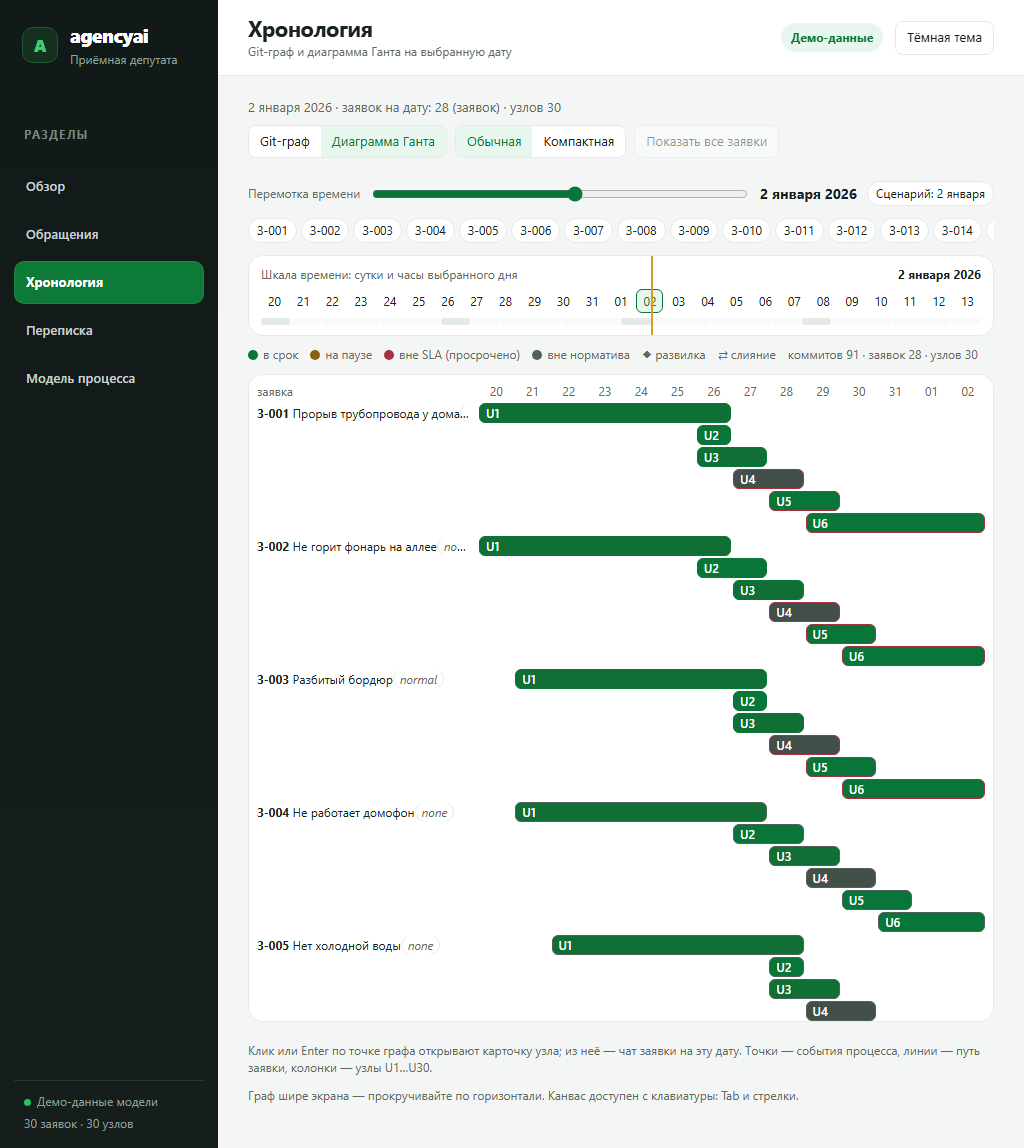 A
agencyai
Приёмная депутата
РАЗДЕЛЫ
Обзор
Обращения
Хронология
Переписка
Модель процесса
Демо-данные модели
30 заявок · 30 узлов
Хронология
Git-граф и диаграмма Ганта на выбранную дату
Демо-данные
Тёмная тема
2 января 2026 · заявок на дату: 28 (заявок) · узлов 30
Git-граф Диаграмма Ганта Обычная Компактная Показать все заявки
Перемотка времени 2 января 2026 Сценарий: 2 января
З-001 З-002 З-003 З-004 З-005 З-006 З-007 З-008 З-009 З-010 З-011 З-012 З-013 З-014
Шкала времени: сутки и часы выбранного дня 2 января 2026
20 21 22 23 24 25 26 27 28 29 30 31 01 02 03 04 05 06 07 08 09 10 11 12 13
в срок на паузе вне SLA (просрочено) вне норматива ◆ развилка ⇄ слияние коммитов 91 · заявок 28 · узлов 30
заявка 20 21 22 23 24 25 26 27 28 29 30 31 01 02
З-001 Прорыв трубопровода у дома... U1
U2
U3
U4
U5
U6
З-002 Не горит фонарь на аллее no... U1
U2
U3
U4
U5
U6
З-003 Разбитый бордюр normal U1
U2
U3
U4
U5
U6
З-004 Не работает домофон none U1
U2
U3
U4
U5
U6
З-005 Нет холодной воды none U1
U2
U3
U4
Клик или Enter по точке графа открывают карточку узла; из неё — чат заявки на эту дату. Точки — события процесса, линии — путь
заявки, колонки — узлы U1…U30.
Граф шире экрана — прокручивайте по горизонтали. Канвас доступен с клавиатуры: Tab и стрелки.